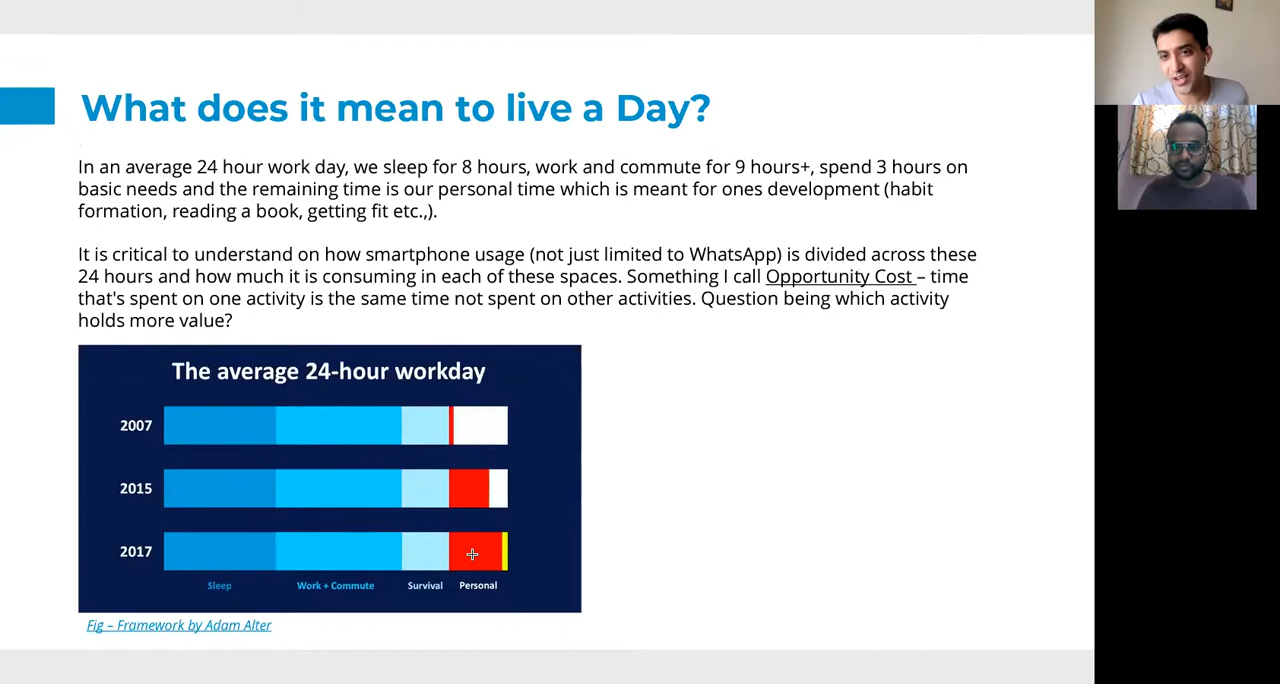 What does it mean to live a Day?
In an average 24 hour work day, we sleep for 8 hours, work and commute for 9 hours+, spend 3 hours on
basic needs and the remaining time is our personal time which is meant for ones development (habit
formation, reading a book, getting fit etc.,).
It is critical to understand on how smartphone usage (not just limited to WhatsApp) is divided across these
24 hours and how much it is consuming in each of these spaces. Something I call Opportunity Cost – time
that's spent on one activity is the same time not spent on other activities. Question being which activity
holds more value?
The average 24-hour workday
2007
2015
2017
Sleep Work + Commute Survival Personal
Fig – Framework by Adam Alter